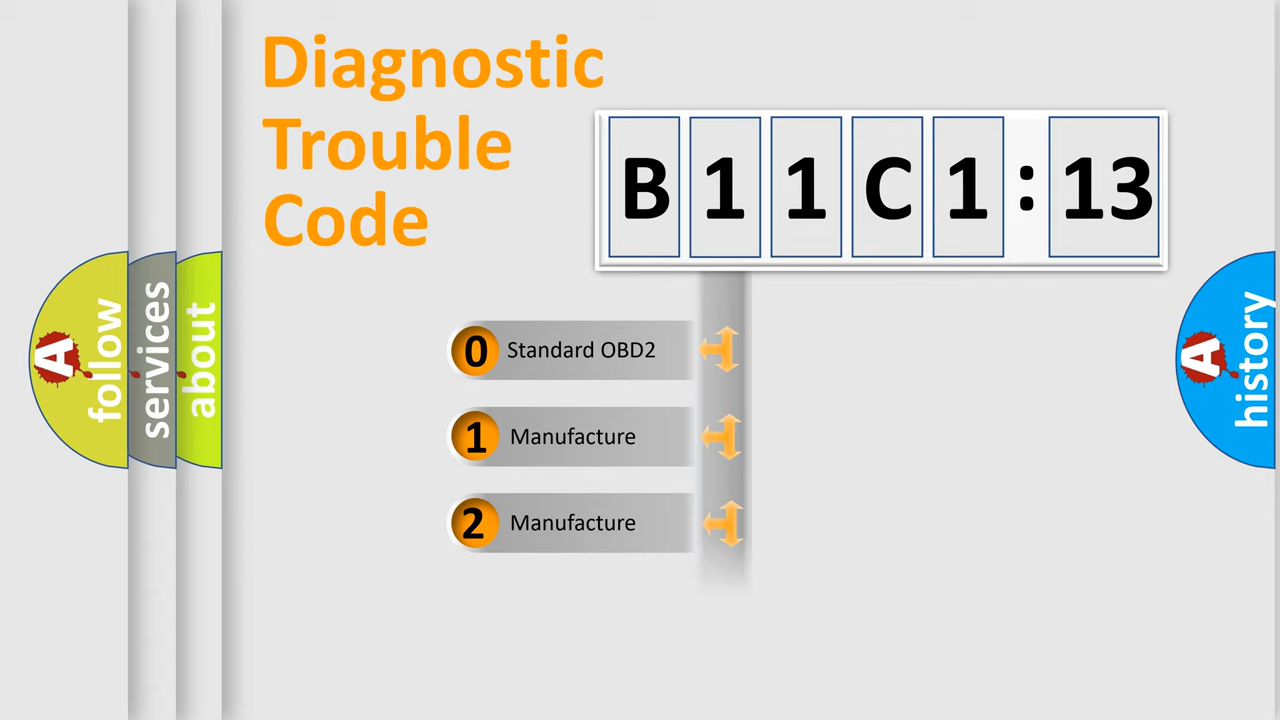 Diagnostic
Trouble
Code
B 1 1 C 1 : 13
0 Standard OBD2
1 Manufacture
2 Manufacture
A follow
services
about
A history